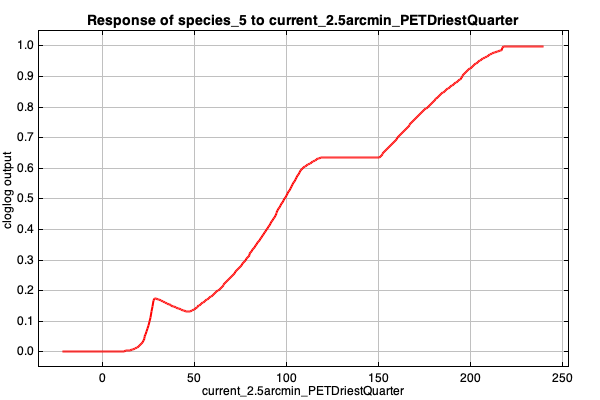 Response of species_5 to current_2.5arcmin_PETDriestQuarter
1.0
0.9
0.8
0.7
0.6
0.5
0.4
0.3
0.2
0.1
0.0
cloglog output
0 50 100 150 200 250
current_2.5arcmin_PETDriestQuarter